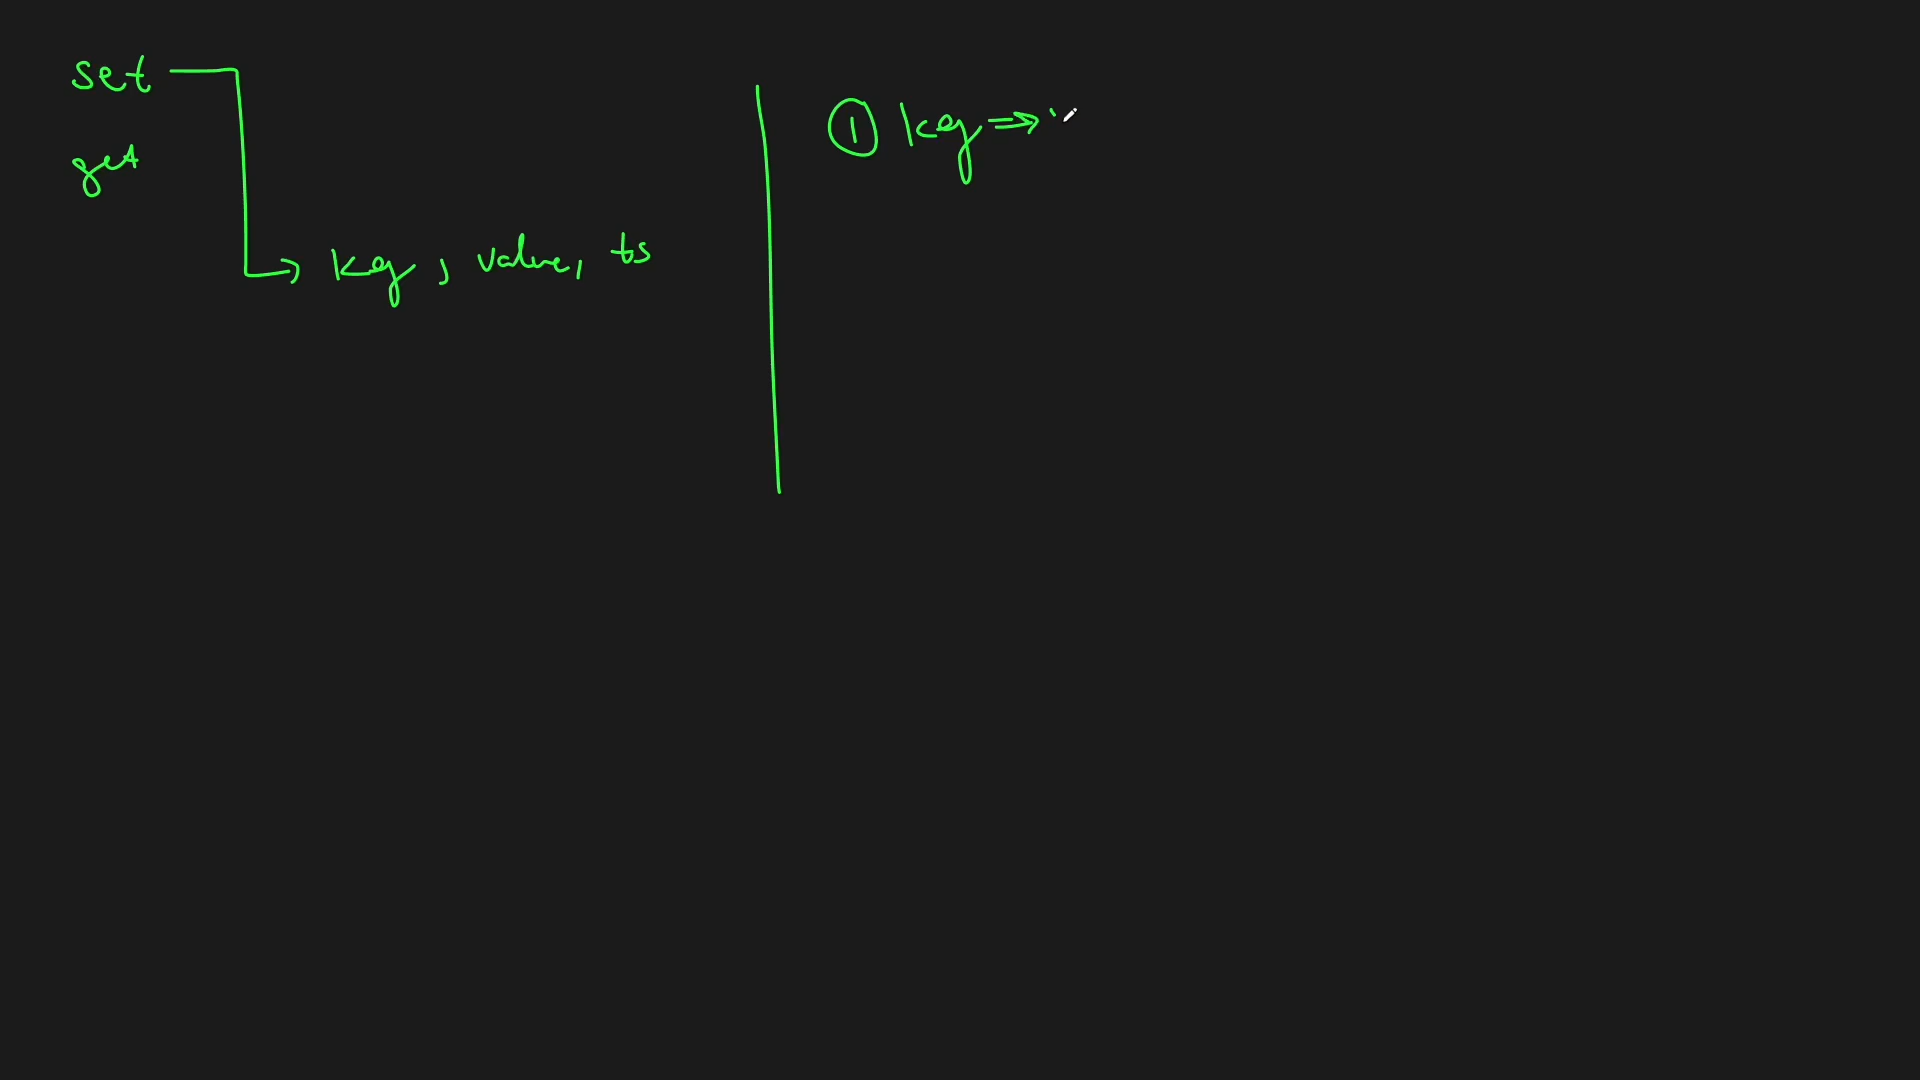 set
get
key, value, ts
① key ⇒